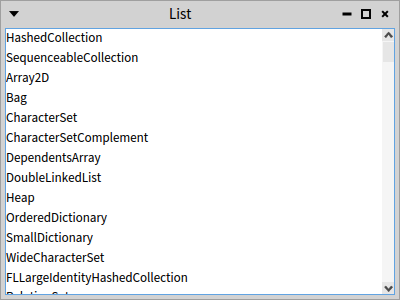 List
HashedCollection
SequenceableCollection
Array2D
Bag
CharacterSet
CharacterSetComplement
DependentsArray
DoubleLinkedList
Heap
OrderedDictionary
SmallDictionary
WideCharacterSet
FLLargeIdentityHashedCollection